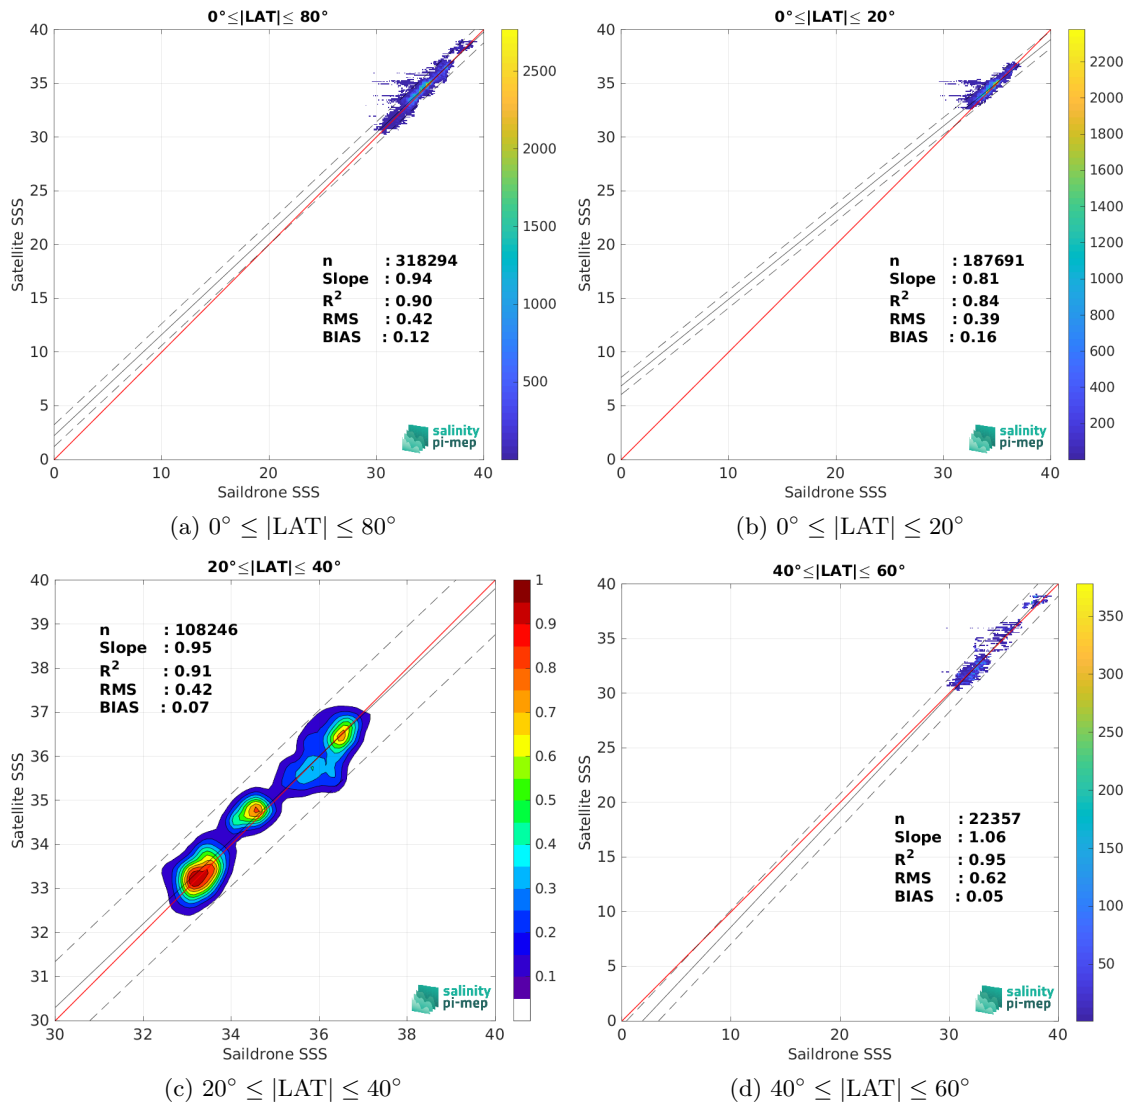 0°≤|LAT|≤ 80°
40
35
30
25
20
15
10
5
0
Satellite SSS
n : 318294
Slope : 0.94
R² : 0.90
RMS : 0.42
BIAS : 0.12
salinity
pi-mep
0 10 20 30 40
Saildrone SSS
2500
2000
1500
1000
500
(a) 0° ≤ |LAT| ≤ 80°
0°≤|LAT|≤ 20°
40
35
30
25
20
15
10
5
0
Satellite SSS
n : 187691
Slope : 0.81
R² : 0.84
RMS : 0.39
BIAS : 0.16
salinity
pi-mep
0 10 20 30 40
Saildrone SSS
2200
2000
1800
1600
1400
1200
1000
800
600
400
200
(b) 0° ≤ |LAT| ≤ 20°
20°≤|LAT|≤ 40°
40
39
38
37
36
35
34
33
32
31
30
Satellite SSS
n : 108246
Slope : 0.95
R² : 0.91
RMS : 0.42
BIAS : 0.07
salinity
pi-mep
30 32 34 36 38 40
Saildrone SSS
1
0.9
0.8
0.7
0.6
0.5
0.4
0.3
0.2
0.1
(c) 20° ≤ |LAT| ≤ 40°
40°≤|LAT|≤ 60°
40
35
30
25
20
15
10
5
0
Satellite SSS
n : 22357
Slope : 1.06
R² : 0.95
RMS : 0.62
BIAS : 0.05
salinity
pi-mep
0 10 20 30 40
Saildrone SSS
350
300
250
200
150
100
50
(d) 40° ≤ |LAT| ≤ 60°